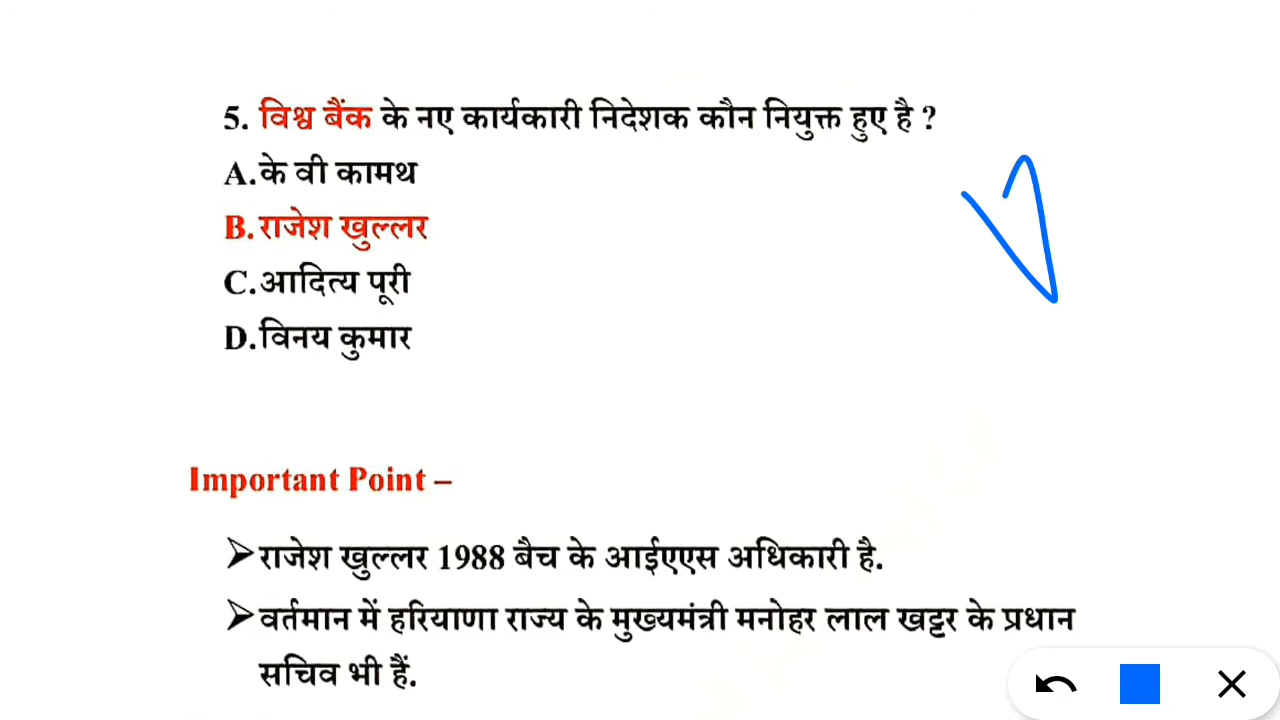 5. विश्व बैंक के नए कार्यकारी निदेशक कौन नियुक्त हुए है ?
A.के वी कामथ
B.राजेश खुल्लर
C.आदित्य पूरी
D.विनय कुमार
Important Point –
➢राजेश खुल्लर 1988 बैच के आईएएस अधिकारी है.
➢वर्तमान में हरियाणा राज्य के मुख्यमंत्री मनोहर लाल खट्टर के प्रधान
सचिव भी हैं.